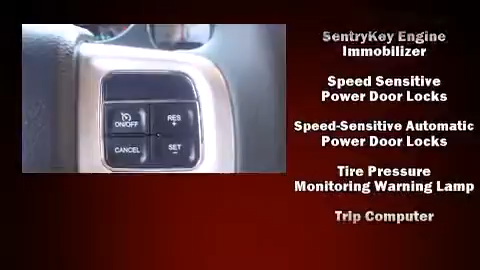 SentryKey Engine
Immobilizer
Speed Sensitive
Power Door Locks
Speed-Sensitive Automatic
Power Door Locks
Tire Pressure
Monitoring Warning Lamp
Trip Computer
ON/OFF
RES
+
CANCEL
SET
–